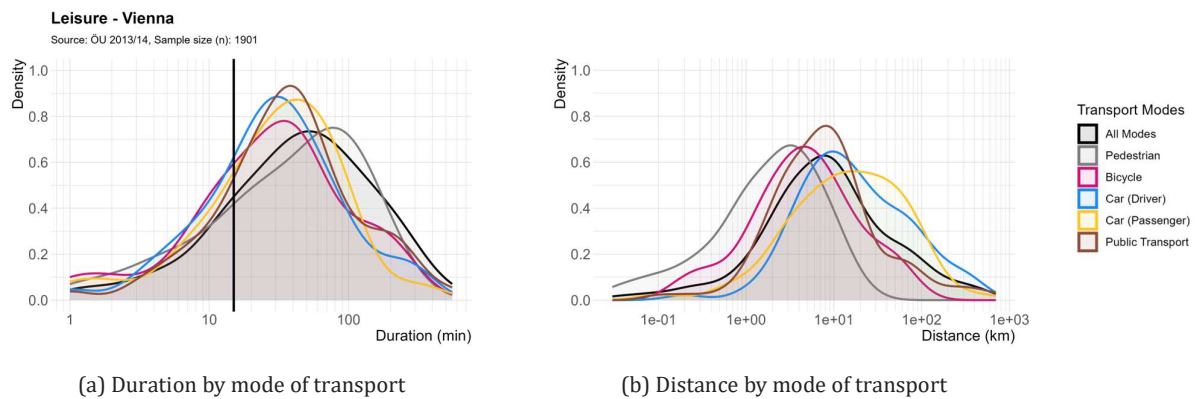 Leisure - Vienna
Source: ÖU 2013/14, Sample size (n): 1901
Density
1.0
0.8
0.6
0.4
0.2
0.0
1
10
100
Duration (min)
(a) Duration by mode of transport
Density
1.0
0.8
0.6
0.4
0.2
0.0
1e-01
1e+00
1e+01
1e+02
1e+03
Distance (km)
(b) Distance by mode of transport
Transport Modes
All Modes
Pedestrian
Bicycle
Car (Driver)
Car (Passenger)
Public Transport